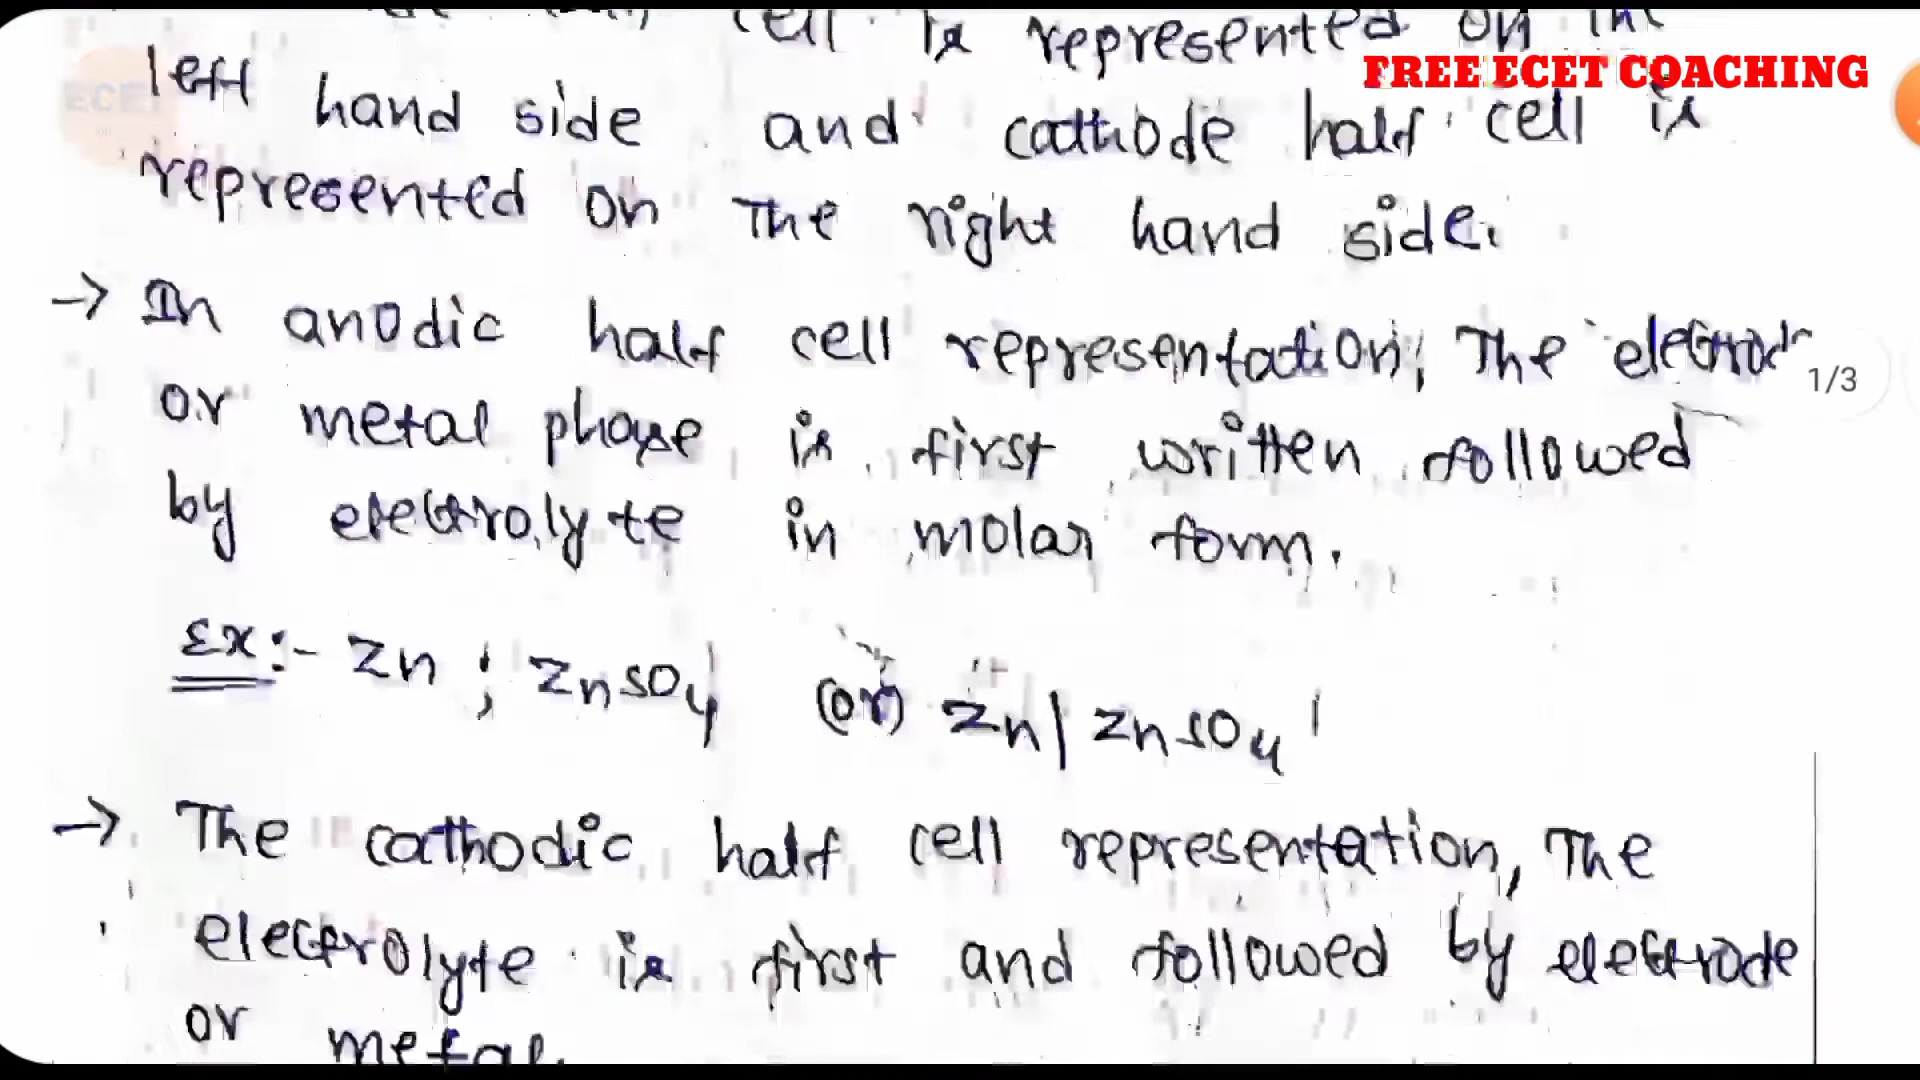 cell is represented on
FREE ECET COACHING
left hand side and cathode half cell is
represented on the right hand side.
→ In anodic half cell representation, The electrode
1/3
or metal phase is first written followed
by electrolyte in molar form.
Ex:- Zn ; ZnSO4 (or) Zn | ZnSO4
→ The cathodic half cell representation, The
electrolyte is first and followed by electrode
or metal.